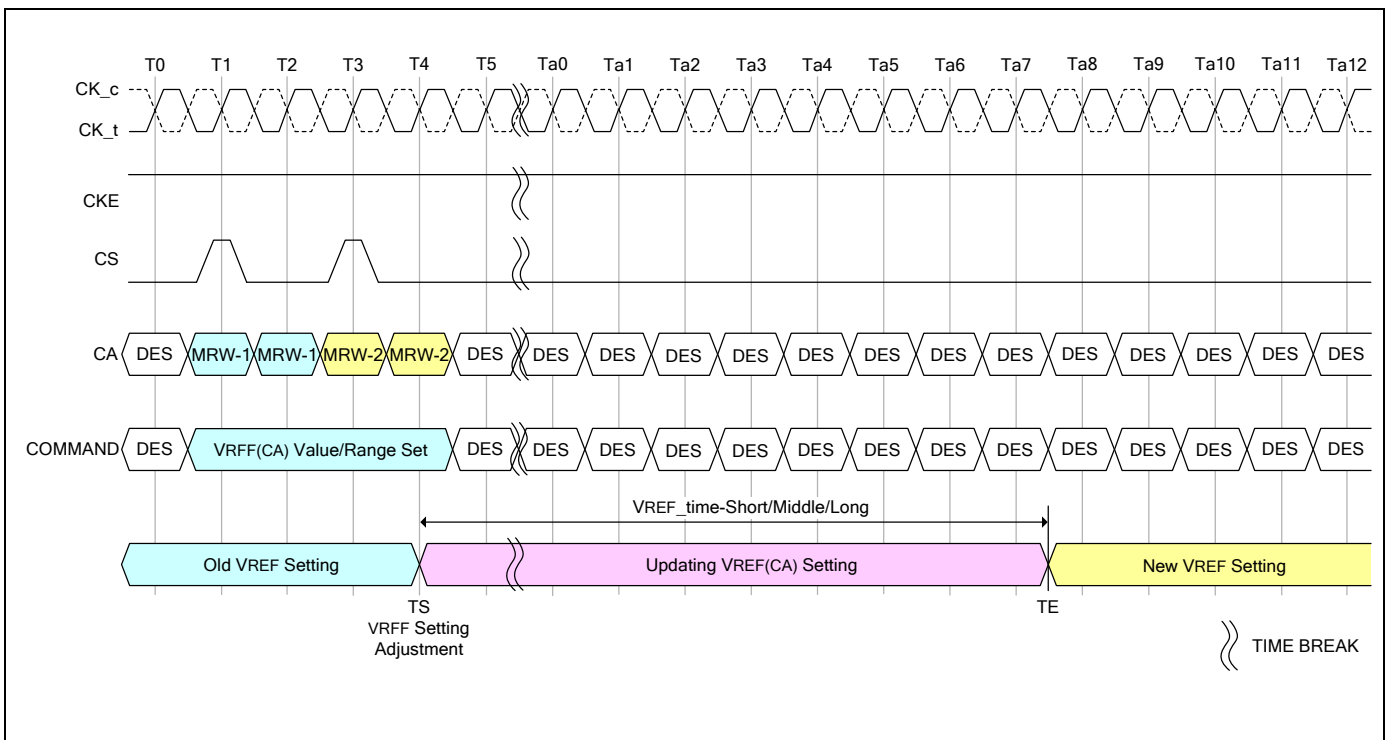 T0 T1 T2 T3 T4 T5 Ta0 Ta1 Ta2 Ta3 Ta4 Ta5 Ta6 Ta7 Ta8 Ta9 Ta10 Ta11 Ta12
CK_c
CK_t
CKE
CS
CA DES MRW-1 MRW-1 MRW-2 MRW-2 DES DES DES DES DES DES DES DES DES DES DES DES DES DES
COMMAND DES VRFF(CA) Value/Range Set DES DES DES DES DES DES DES DES DES DES DES DES DES DES
VREF_time-Short/Middle/Long
Old VREF Setting Updating VREF(CA) Setting New VREF Setting
TS TE
VRFF Setting
Adjustment
TIME BREAK